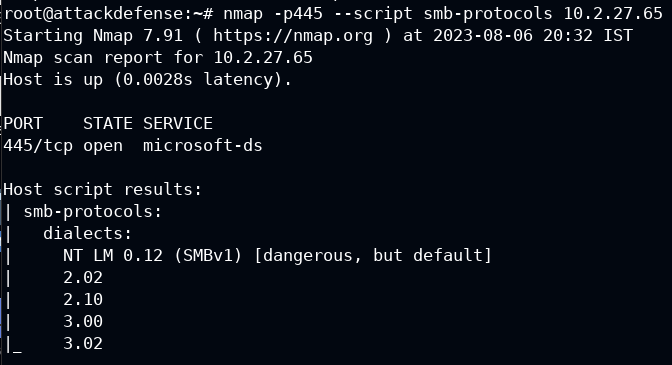 root@attackdefense:~# nmap -p445 --script smb-protocols 10.2.27.65
Starting Nmap 7.91 ( https://nmap.org ) at 2023-08-06 20:32 IST
Nmap scan report for 10.2.27.65
Host is up (0.0028s latency).
PORT    STATE SERVICE
445/tcp open  microsoft-ds
Host script results:
| smb-protocols:
|   dialects:
|     NT LM 0.12 (SMBv1) [dangerous, but default]
|     2.02
|     2.10
|     3.00
|_    3.02